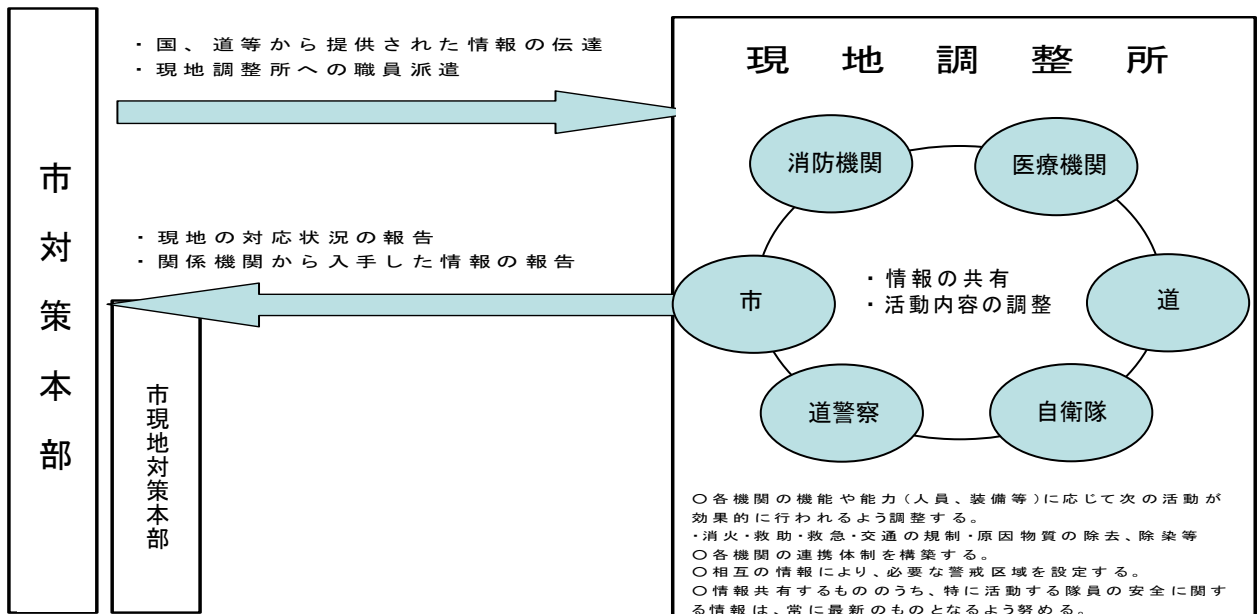 市対策本部
・国、道等から提供された情報の伝達
・現地調整所への職員派遣
・現地の対応状況の報告
・関係機関から入手した情報の報告
市現地対策本部
現地調整所
消防機関
医療機関
市
・情報の共有
・活動内容の調整
道
道警察
自衛隊
〇各機関の機能や能力(人員、装備等)に応じて次の活動が
効果的に行われるよう調整する。
・消火・救助・救急・交通の規制・原因物質の除去、除染等
〇各機関の連携体制を構築する。
〇相互の情報により、必要な警戒区域を設定する。
〇情報共有するもののうち、特に活動する隊員の安全に関す
る情報は、常に最新のものとなるよう努める。